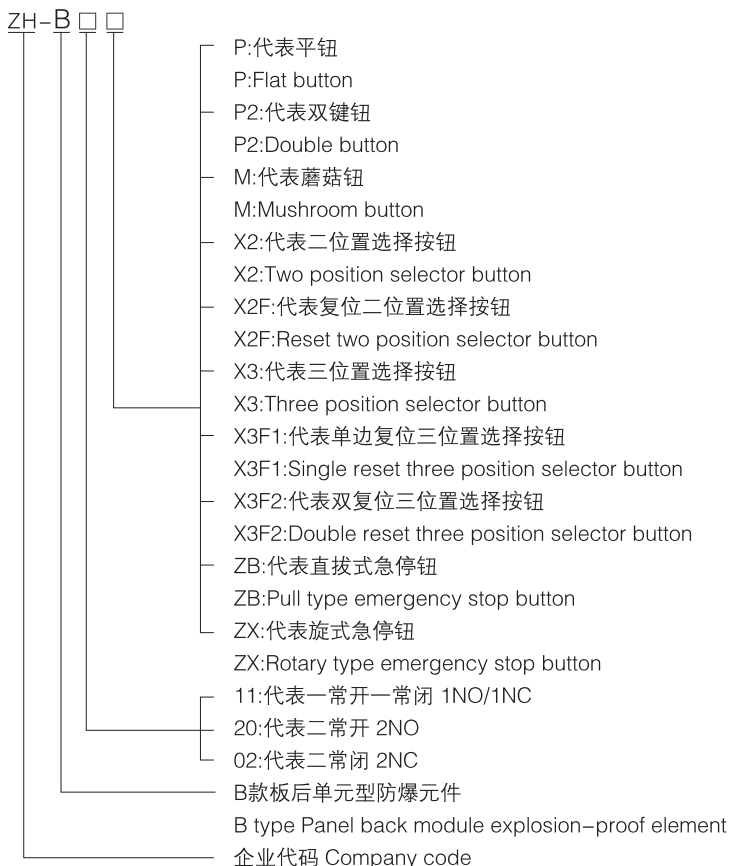 ZH-B□□
P:代表平钮
P:Flat button
P2:代表双键钮
P2:Double button
M:代表蘑菇钮
M:Mushroom button
X2:代表二位置选择按钮
X2:Two position selector button
X2F:代表复位二位置选择按钮
X2F:Reset two position selector button
X3:代表三位置选择按钮
X3:Three position selector button
X3F1:代表单边复位三位置选择按钮
X3F1:Single reset three position selector button
X3F2:代表双复位三位置选择按钮
X3F2:Double reset three position selector button
ZB:代表直拔式急停钮
ZB:Pull type emergency stop button
ZX:代表旋式急停钮
ZX:Rotary type emergency stop button
11:代表一常开一常闭 1NO/1NC
20:代表二常开 2NO
02:代表二常闭 2NC
B款板后单元型防爆元件
B type Panel back module explosion-proof element
企业代码 Company code